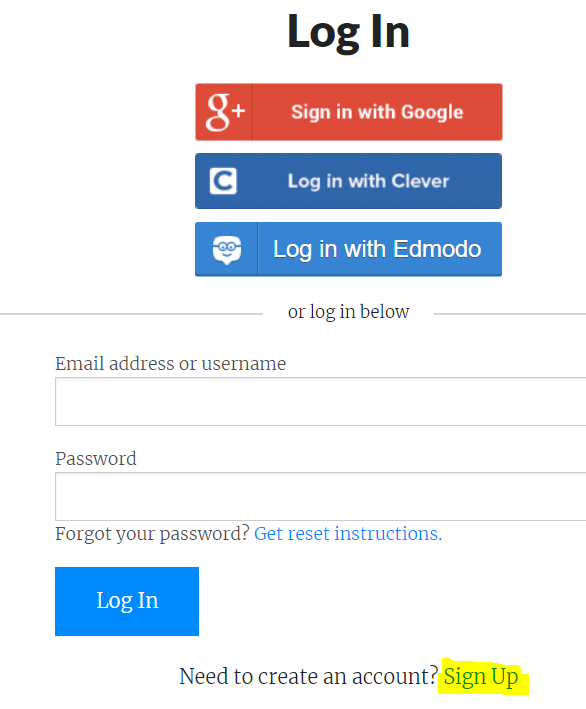 Log In
g+ Sign in with Google
C Log in with Clever
Log in with Edmodo
or log in below
Email address or username
Password
Forgot your password? Get reset instructions.
Log In
Need to create an account? Sign Up